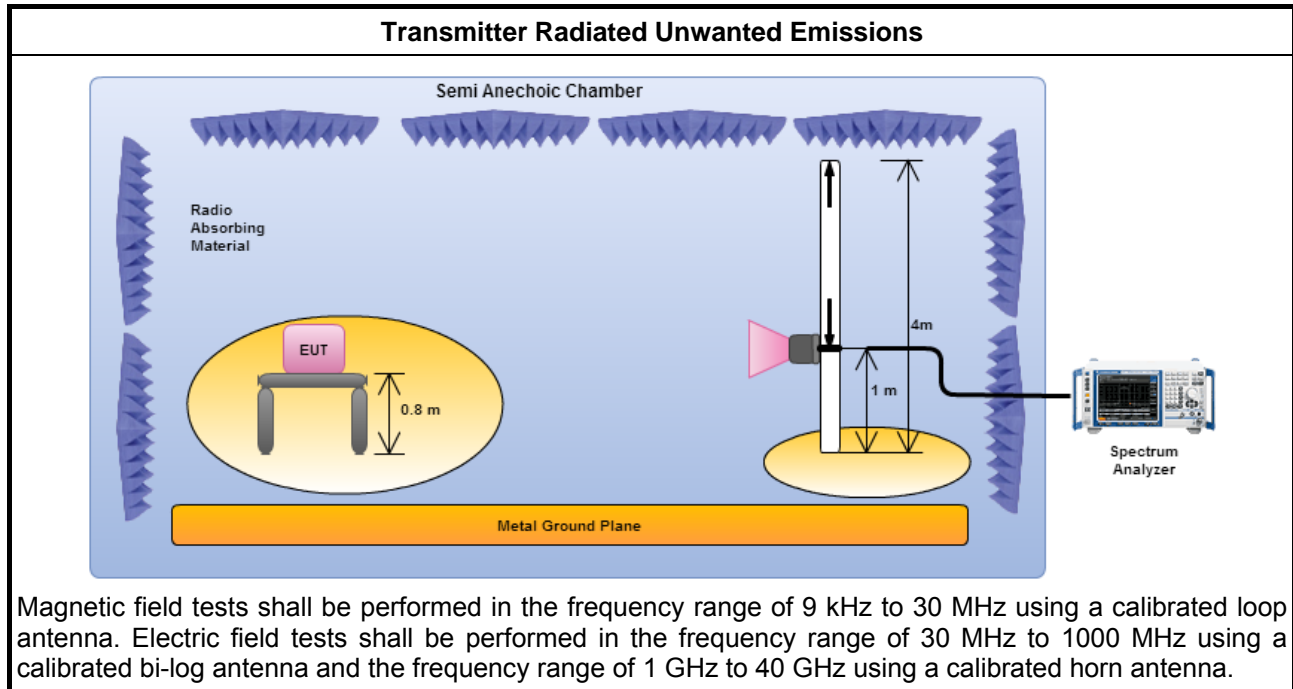 Transmitter Radiated Unwanted Emissions
Semi Anechoic Chamber
Radio
Absorbing
Material
EUT
0.8 m
4m
1 m
Spectrum
Analyzer
Metal Ground Plane
Magnetic field tests shall be performed in the frequency range of 9 kHz to 30 MHz using a calibrated loop
antenna. Electric field tests shall be performed in the frequency range of 30 MHz to 1000 MHz using a
calibrated bi-log antenna and the frequency range of 1 GHz to 40 GHz using a calibrated horn antenna.